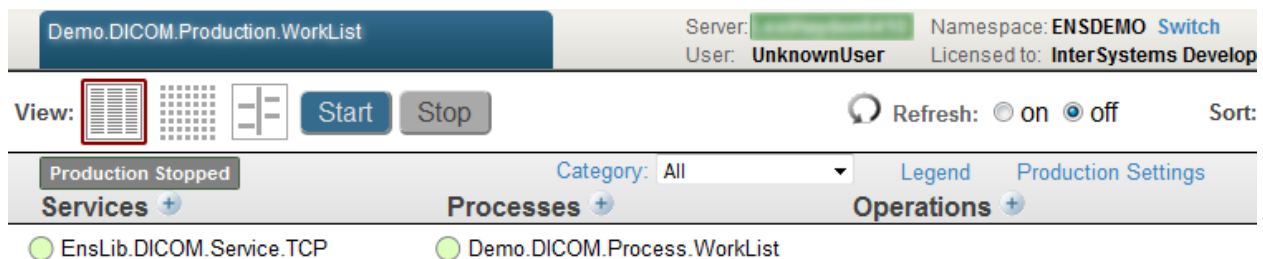 Demo.DICOM.Production.WorkList
Server: Namespace: ENSDEMO Switch
User: UnknownUser Licensed to: InterSystems Develop
View: Start Stop Refresh: on off Sort:
Production Stopped Category: All Legend Production Settings
Services + Processes + Operations +
EnsLib.DICOM.Service.TCP Demo.DICOM.Process.WorkList